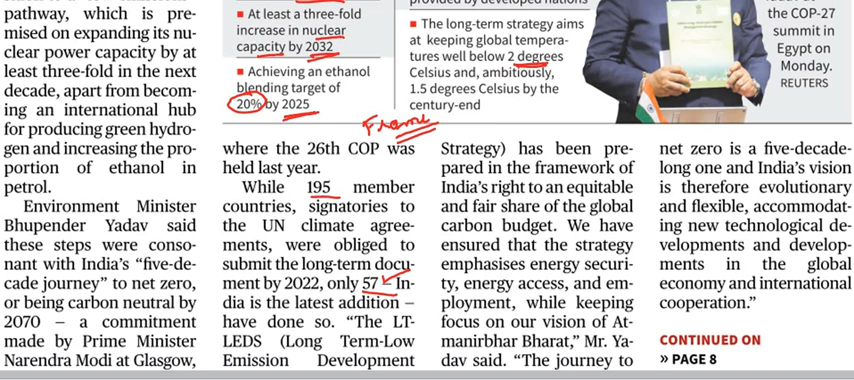 pathway, which is pre-
mised on expanding its nu-
clear power capacity by at
least three-fold in the next
decade, apart from becom-
ing an international hub
for producing green hydro-
gen and increasing the pro-
portion of ethanol in
petrol.
Environment Minister
Bhupender Yadav said
these steps were conso-
nant with India's “five-de-
cade journey” to net zero,
or being carbon neutral by
2070 – a commitment
made by Prime Minister
Narendra Modi at Glasgow,
At least a three-fold
increase in nuclear
capacity by 2032
Achieving an ethanol
blending target of
20% by 2025
provided by developed nations
The long-term strategy aims
at keeping global tempera-
tures well below 2 degrees
Celsius and, ambitiously,
1.5 degrees Celsius by the
century-end
the COP-27
summit in
Egypt on
Monday.
REUTERS
Frame
where the 26th COP was
held last year.
While 195 member
countries, signatories to
the UN climate agree-
ments, were obliged to
submit the long-term docu-
ment by 2022, only 57 – In-
dia is the latest addition –
have done so. “The LT-
LEDS (Long Term-Low
Emission Development
Strategy) has been pre-
pared in the framework of
India's right to an equitable
and fair share of the global
carbon budget. We have
ensured that the strategy
emphasises energy securi-
ty, energy access, and em-
ployment, while keeping
focus on our vision of At-
manirbhar Bharat,” Mr. Ya-
dav said. “The journey to
net zero is a five-decade-
long one and India's vision
is therefore evolutionary
and flexible, accommodat-
ing new technological de-
velopments and develop-
ments in the global
economy and international
cooperation.”
CONTINUED ON
» PAGE 8